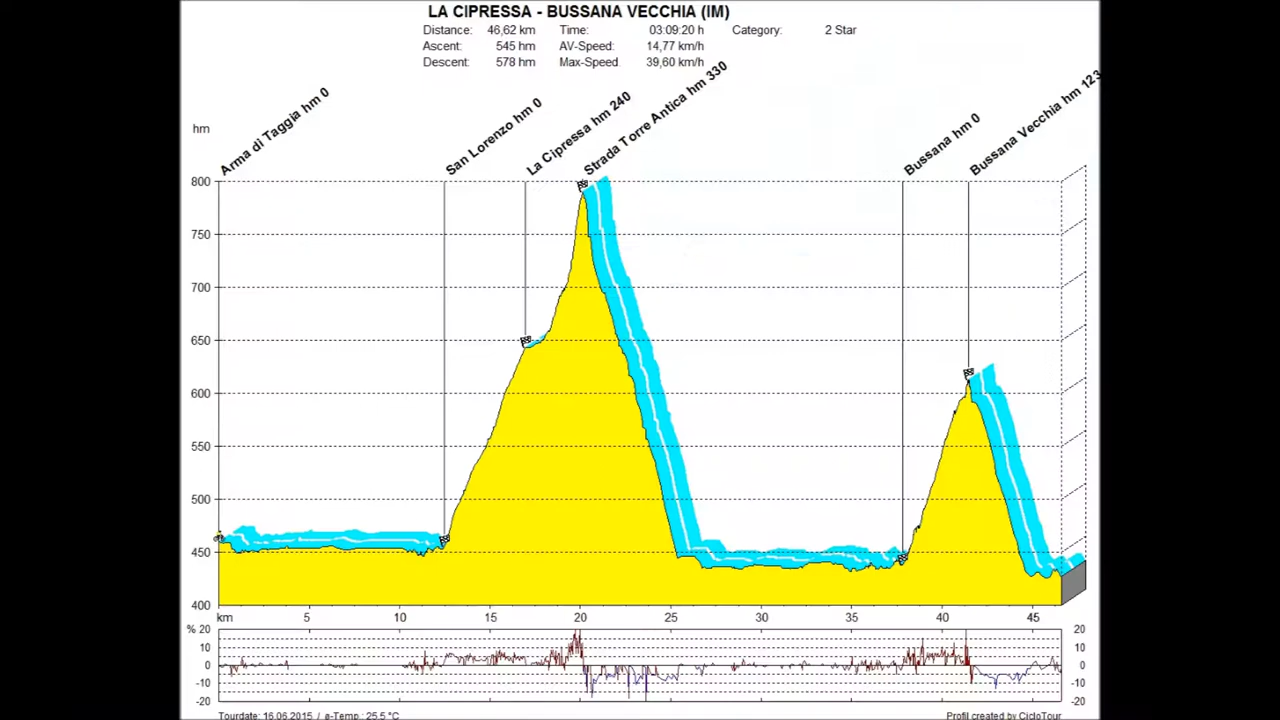 LA CIPRESSA - BUSSANA VECCHIA (IM)
Distance: 46,62 km Time: 03:09:20 h Category: 2 Star
Ascent: 545 hm AV-Speed: 14,77 km/h
Descent: 578 hm Max-Speed 39,60 km/h
hm
Arma di Taggia hm 0
San Lorenzo hm 0
La Cipressa hm 240
Strada Torre Antica hm 330
Bussana hm 0
Bussana Vecchia hm 123
800
750
700
650
600
550
500
450
400
km 5 10 15 20 25 30 35 40 45
% 20 20
10 10
0 0
-10 -10
-20 -20
Tourdate: 16.06.2015 / ø-Temp.: 25.5 °C Profil created by CicloTour